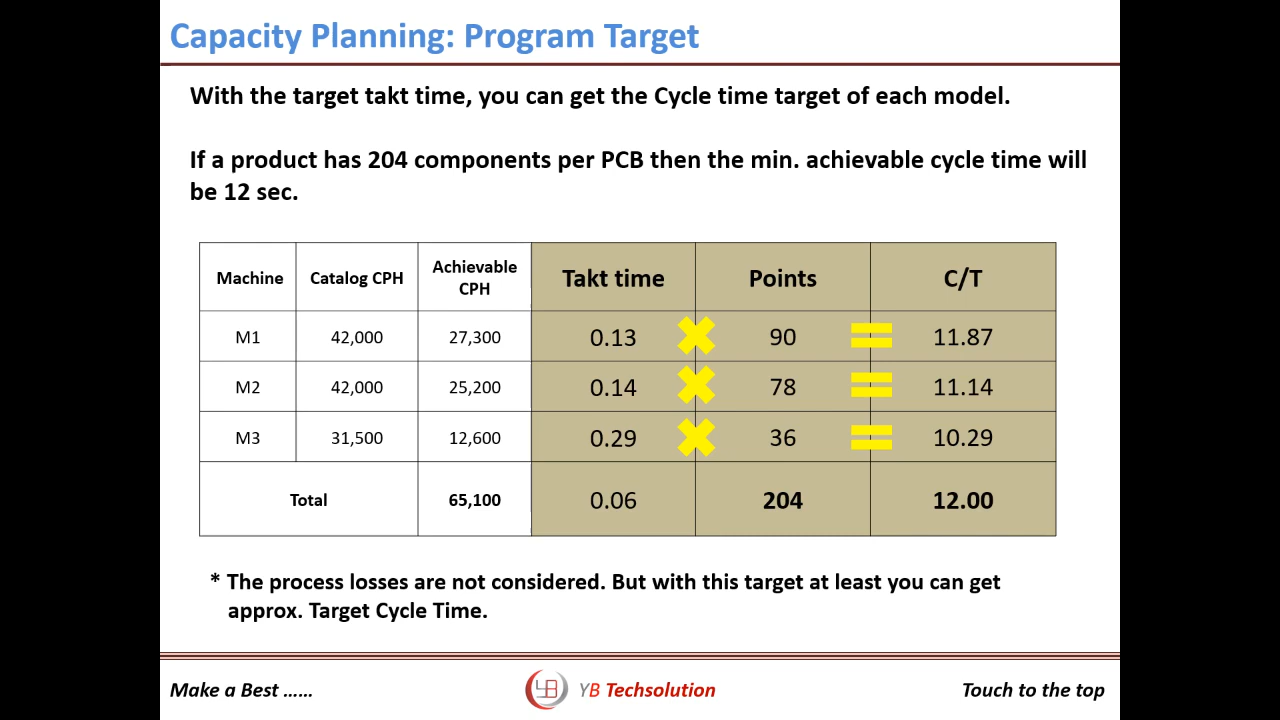 Capacity Planning: Program Target
With the target takt time, you can get the Cycle time target of each model.
If a product has 204 components per PCB then the min. achievable cycle time will
be 12 sec.
Machine Catalog CPH Achievable CPH Takt time Points C/T
M1 42,000 27,300 0.13 90 11.87
M2 42,000 25,200 0.14 78 11.14
M3 31,500 12,600 0.29 36 10.29
Total 65,100 0.06 204 12.00
* The process losses are not considered. But with this target at least you can get
approx. Target Cycle Time.
Make a Best ...... YB YB Techsolution Touch to the top